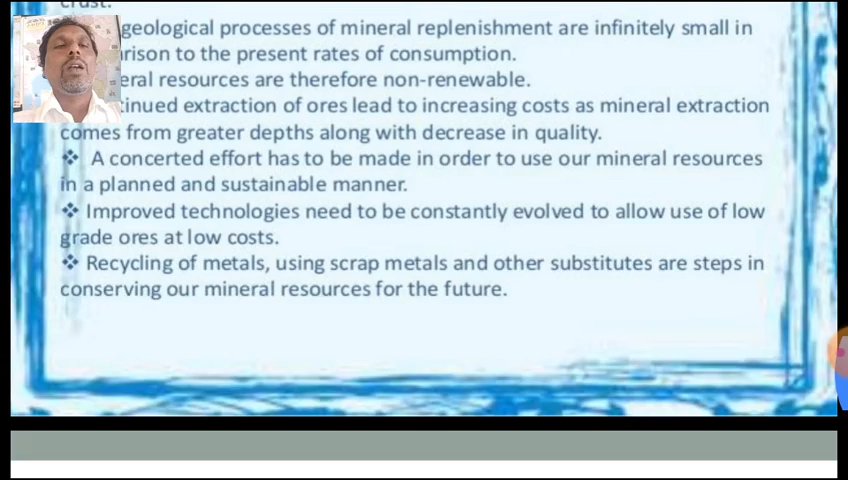 crust.
geological processes of mineral replenishment are infinitely small in
to the present rates of consumption.
resources are therefore non-renewable.
extraction of ores lead to increasing costs as mineral extraction
comes from greater depths along with decrease in quality.
❖ A concerted effort has to be made in order to use our mineral resources
in a planned and sustainable manner.
❖ Improved technologies need to be constantly evolved to allow use of low
grade ores at low costs.
❖ Recycling of metals, using scrap metals and other substitutes are steps in
conserving our mineral resources for the future.